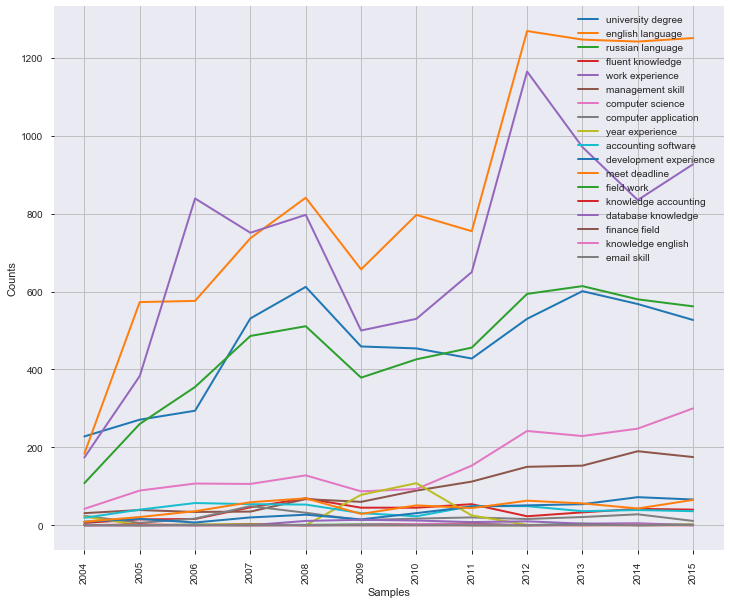 university degree
english language
russian language
fluent knowledge
work experience
management skill
computer science
computer application
year experience
accounting software
development experience
meet deadline
field work
knowledge accounting
database knowledge
finance field
knowledge english
email skill
1200
1000
800
600
400
200
0
Counts
2004
2005
2006
2007
2008
2009
2010
2011
2012
2013
2014
2015
Samples